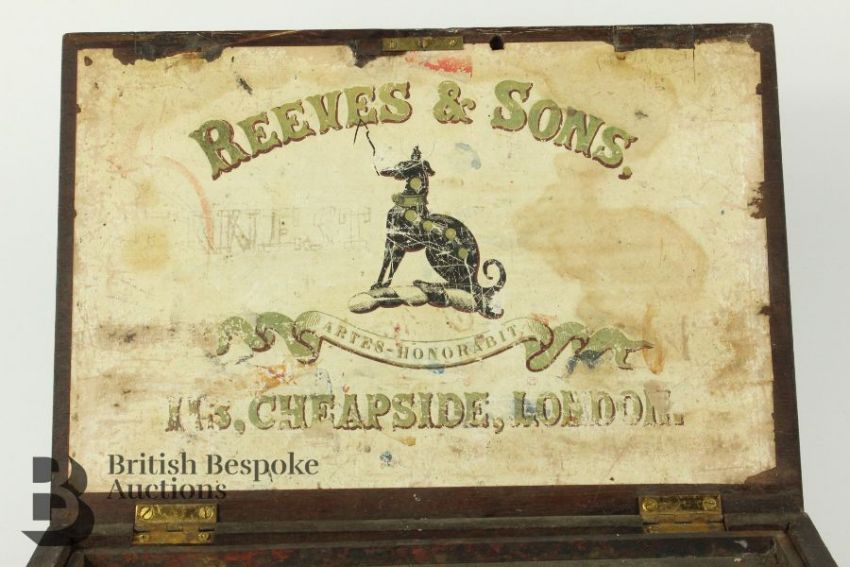 REEVES & SONS.
ARTES-HONORABIT.
113, CHEAPSIDE, LONDON.
B
British Bespoke
Auctions